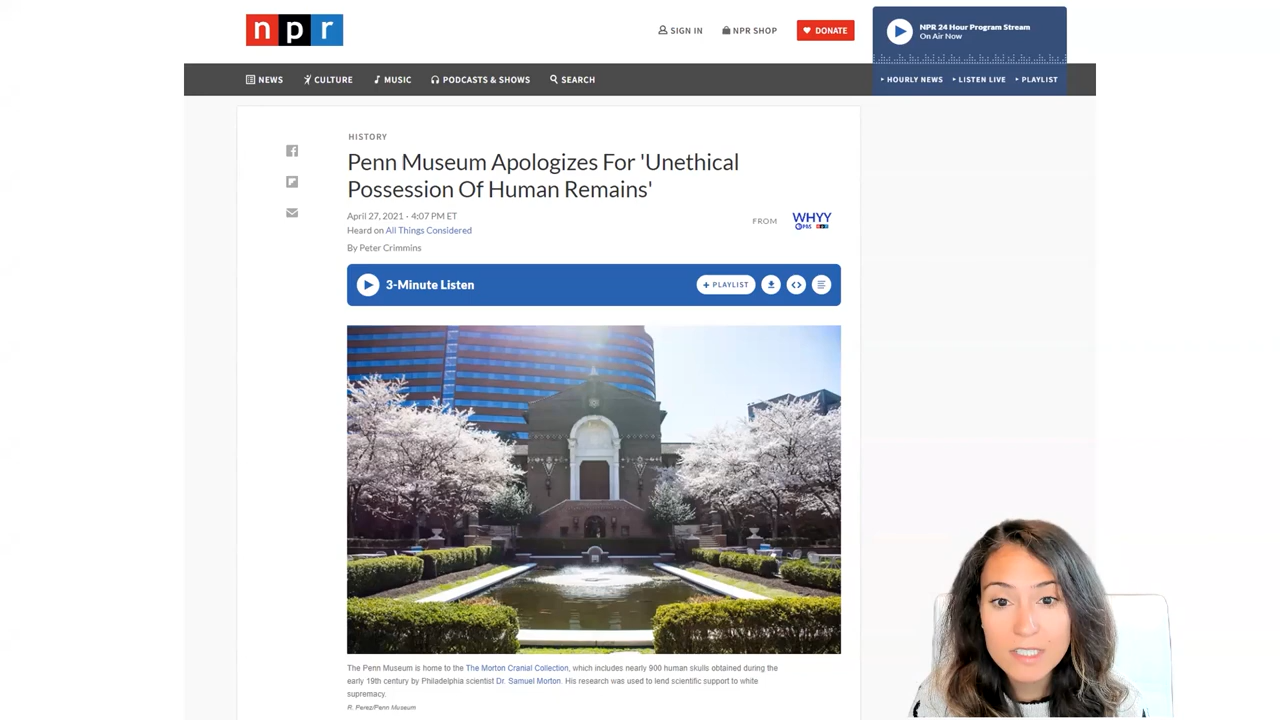 npr
SIGN IN
NPR SHOP
DONATE
NPR 24 Hour Program Stream
On Air Now
NEWS
CULTURE
MUSIC
PODCASTS & SHOWS
SEARCH
HOURLY NEWS
LISTEN LIVE
PLAYLIST
HISTORY
Penn Museum Apologizes For 'Unethical
Possession Of Human Remains'
April 27, 2021 · 4:07 PM ET
Heard on All Things Considered
By Peter Crimmins
FROM
WHYY
PBS npr
3-Minute Listen
+ PLAYLIST
The Penn Museum is home to the The Morton Cranial Collection, which includes nearly 900 human skulls obtained during the
early 19th century by Philadelphia scientist Dr. Samuel Morton. His research was used to lend scientific support to white
supremacy.
R. Perez/Penn Museum